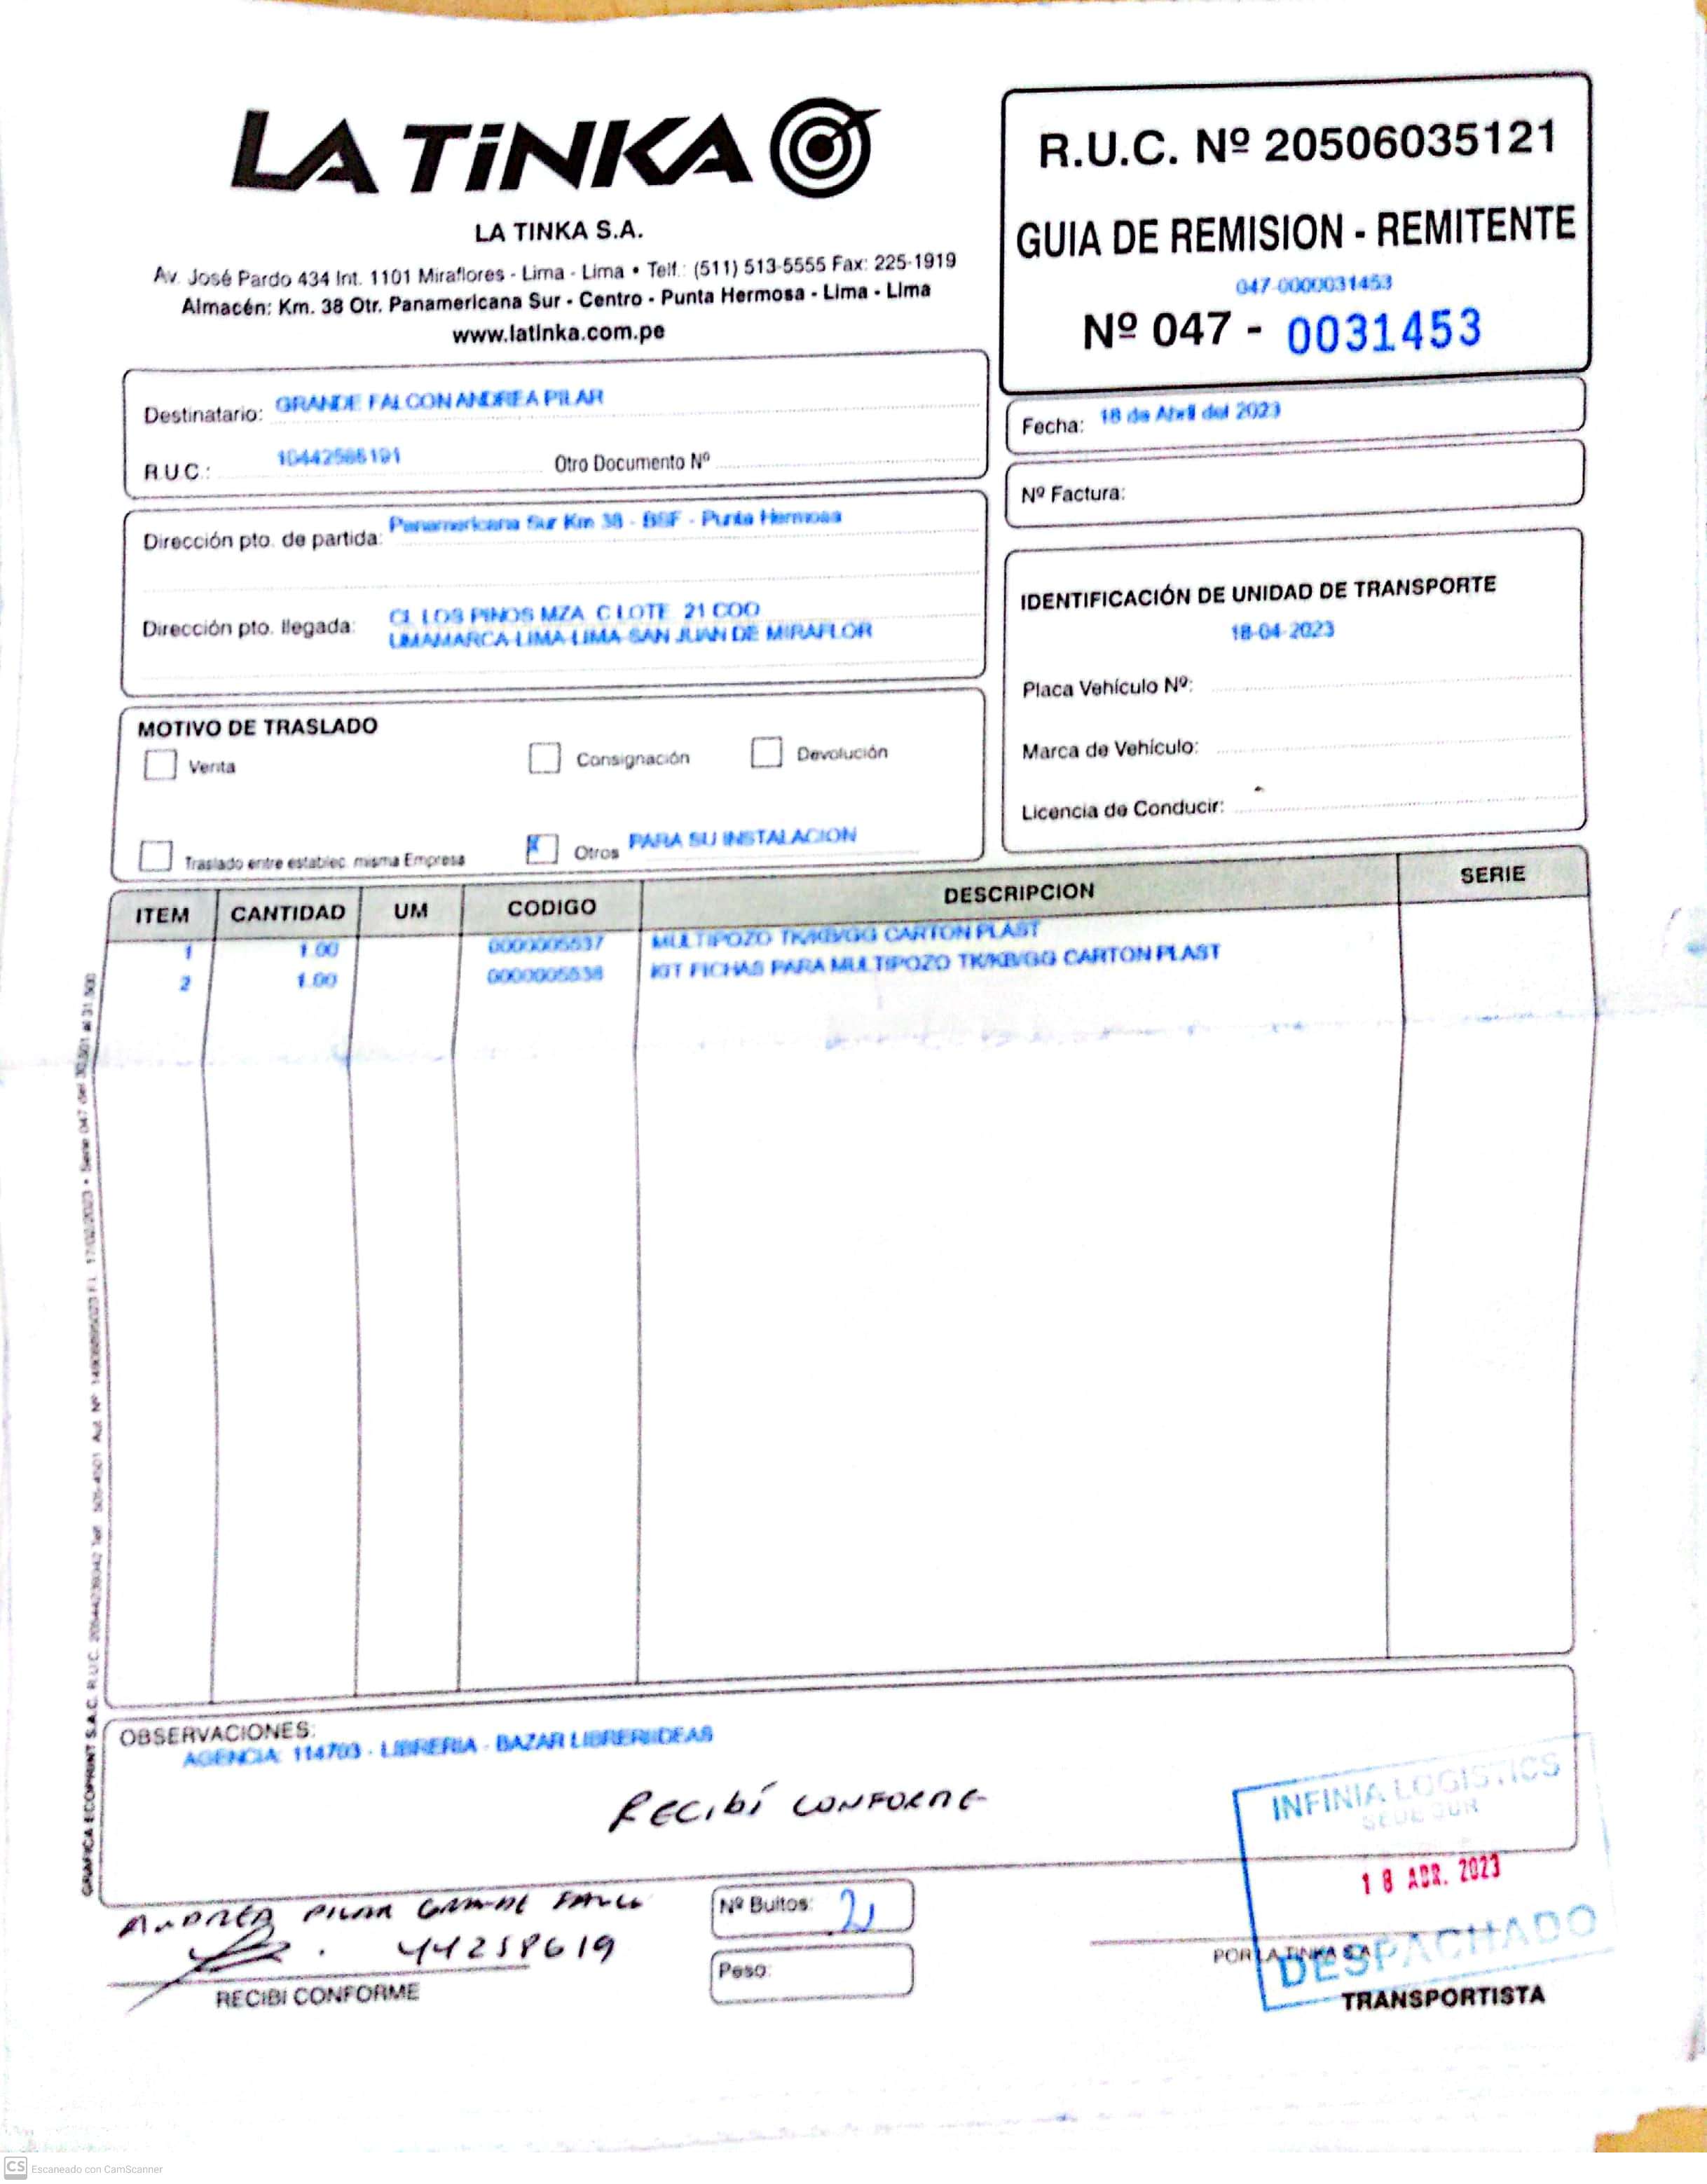 LA TiNKA
LA TINKA S.A.
Av. José Pardo 434 Int. 1101 Miraflores - Lima - Lima • Telf.: (511) 513-5555 Fax: 225-1919
Almacén: Km. 38 Otr. Panamericana Sur - Centro - Punta Hermosa - Lima - Lima
www.latinka.com.pe
R.U.C. Nº 20506035121
GUIA DE REMISION - REMITENTE
047-0000031453
Nº 047 - 0031453
Destinatario: GRANDE FALCON ANDREA PILAR
R.U.C.: Otro Documento Nº
Fecha: 18 de Abril del 2023
Nº Factura:
Dirección pto. de partida: Panamericana Sur Km 38 - BSF - Punta Hermosa
Dirección pto. llegada: CL LOS PINOS MZA C LOTE 21 COO
UMAMARCA-LIMA-LIMA-SAN JUAN DE MIRAFLOR
IDENTIFICACIÓN DE UNIDAD DE TRANSPORTE
18-04-2023
Placa Vehículo Nº:
Marca de Vehículo:
Licencia de Conducir:
MOTIVO DE TRASLADO
Venta Consignación Devolución
Traslado entre establec. misma Empresa X Otros PARA SU INSTALACION
ITEM CANTIDAD UM CODIGO DESCRIPCION SERIE
1 1.00 0000005537 MULTIPOZO TK/KB/GG CARTON PLAST
2 1.00 0000005538 KIT FICHAS PARA MULTIPOZO TK/KB/GG CARTON PLAST
GRAFICA ECOPRINT S.A.C. R.U.C. Telf. 505-4501 Aut. Nº F.I. 17/02/2023 • Serie 047 del 30,501 al 31,500
OBSERVACIONES:
AGENCIA: 114703 - LIBRERIA - BAZAR LIBRERIIDEAS
RECIBÍ CONFORME
INFINIA LOGISTICS
SEDE SUR
18 ABR. 2023
DESPACHADO
ANDREA PILAR GRANDE FALCO
44258619
RECIBI CONFORME
Nº Bultos: 2
Peso:
POR LA TINKA S.A.
TRANSPORTISTA
CS Escaneado con CamScanner